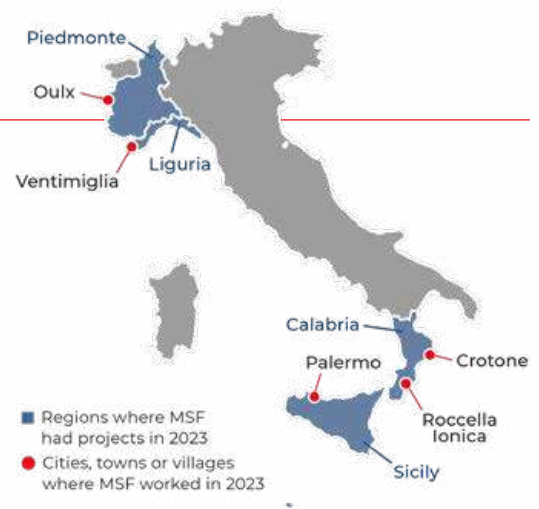 Piedmonte
Oulx
Liguria
Ventimiglia
Calabria
Palermo
Crotone
Roccella
Ionica
Sicily
Regions where MSF
had projects in 2023
Cities, towns or villages
where MSF worked in 2023